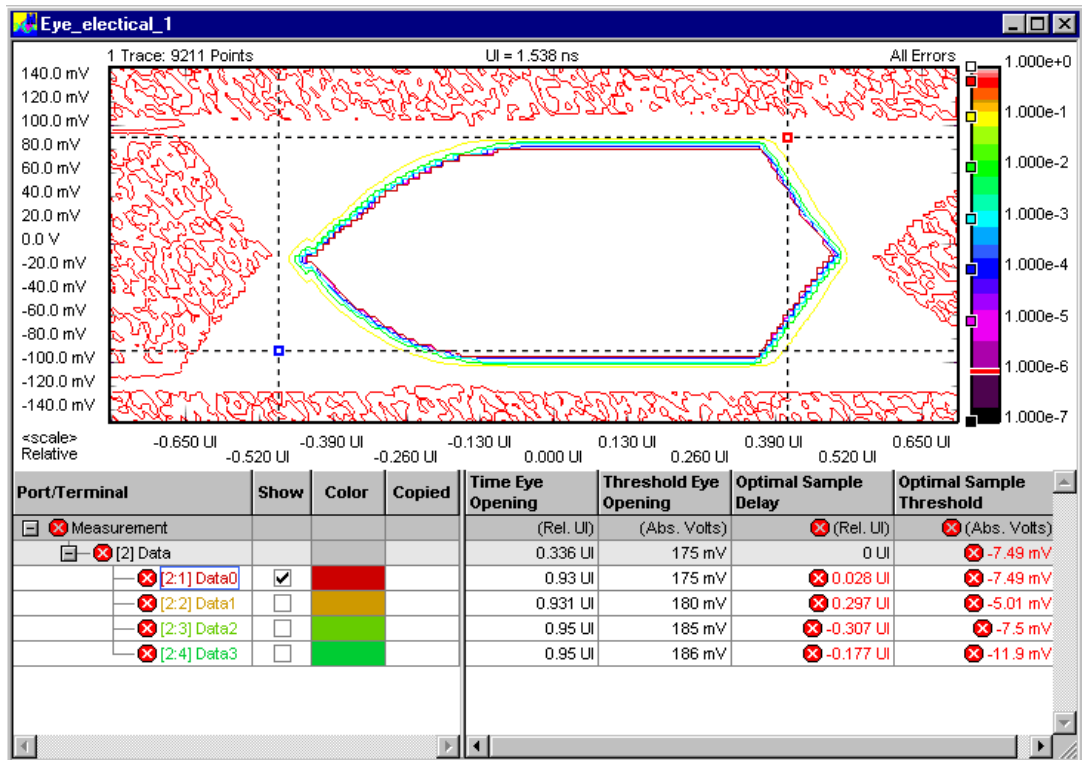 Eye_electical_1
1 Trace: 9211 Points UI = 1.538 ns All Errors
140.0 mV
120.0 mV
100.0 mV
80.0 mV
60.0 mV
40.0 mV
20.0 mV
0.0 V
-20.0 mV
-40.0 mV
-60.0 mV
-80.0 mV
-100.0 mV
-120.0 mV
-140.0 mV
1.000e+0
1.000e-1
1.000e-2
1.000e-3
1.000e-4
1.000e-5
1.000e-6
1.000e-7
<scale> -0.650 UI -0.390 UI -0.130 UI 0.130 UI 0.390 UI 0.650 UI
Relative -0.520 UI -0.260 UI 0.000 UI 0.260 UI 0.520 UI
Port/Terminal Show Color Copied Time Eye Opening Threshold Eye Opening Optimal Sample Delay Optimal Sample Threshold
Measurement (Rel. UI) (Abs. Volts) (Rel. UI) (Abs. Volts)
[2] Data 0.336 UI 175 mV 0 UI -7.49 mV
[2:1] Data0 0.93 UI 175 mV 0.028 UI -7.49 mV
[2:2] Data1 0.931 UI 180 mV 0.297 UI -5.01 mV
[2:3] Data2 0.95 UI 185 mV -0.307 UI -7.5 mV
[2:4] Data3 0.95 UI 186 mV -0.177 UI -11.9 mV